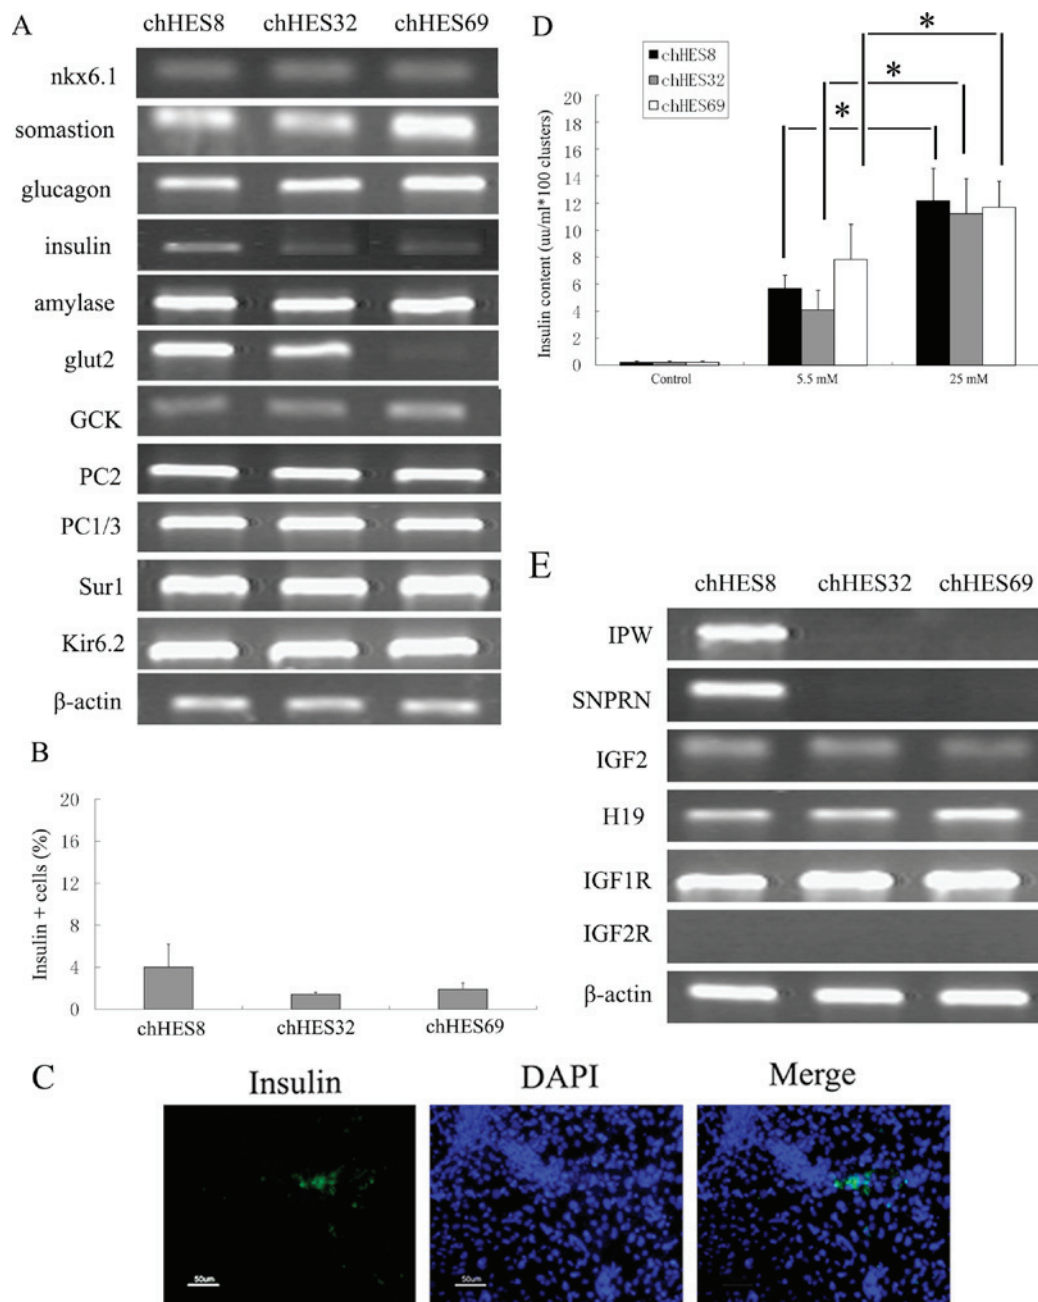 A
chHES8 chHES32 chHES69
nkx6.1
somastion
glucagon
insulin
amylase
glut2
GCK
PC2
PC1/3
Sur1
Kir6.2
β-actin
B
Insulin + cells (%)
20
16
12
8
4
0
chHES8 chHES32 chHES69
C
Insulin DAPI Merge
50um 50um
D
chHES8
chHES32
chHES69
* * *
Insulin content (uu/ml*100 clusters)
20
18
16
14
12
10
8
6
4
2
0
Control 5.5 mM 25 mM
E
chHES8 chHES32 chHES69
IPW
SNPRN
IGF2
H19
IGF1R
IGF2R
β-actin